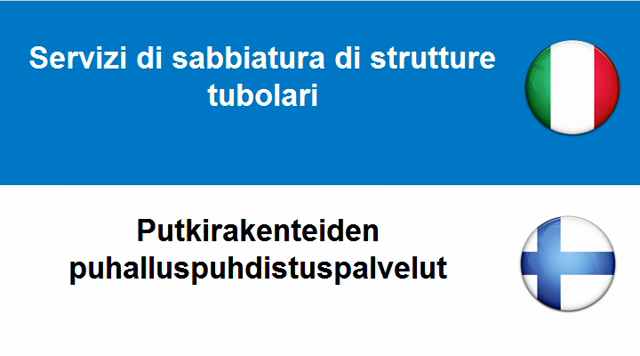 Servizi di sabbiatura di strutture
tubolari
Putkirakenteiden
puhalluspuhdistuspalvelut